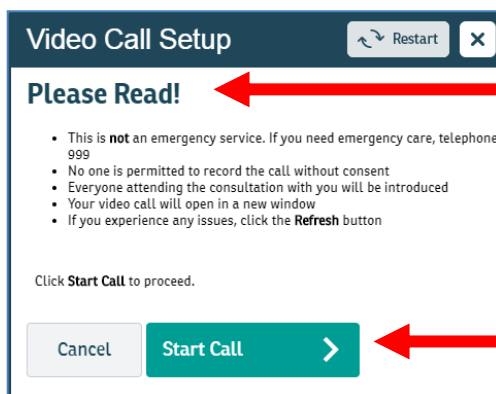 Video Call Setup
Restart
Please Read!
• This is not an emergency service. If you need emergency care, telephone
999
• No one is permitted to record the call without consent
• Everyone attending the consultation with you will be introduced
• Your video call will open in a new window
• If you experience any issues, click the Refresh button
Click Start Call to proceed.
Cancel
Start Call